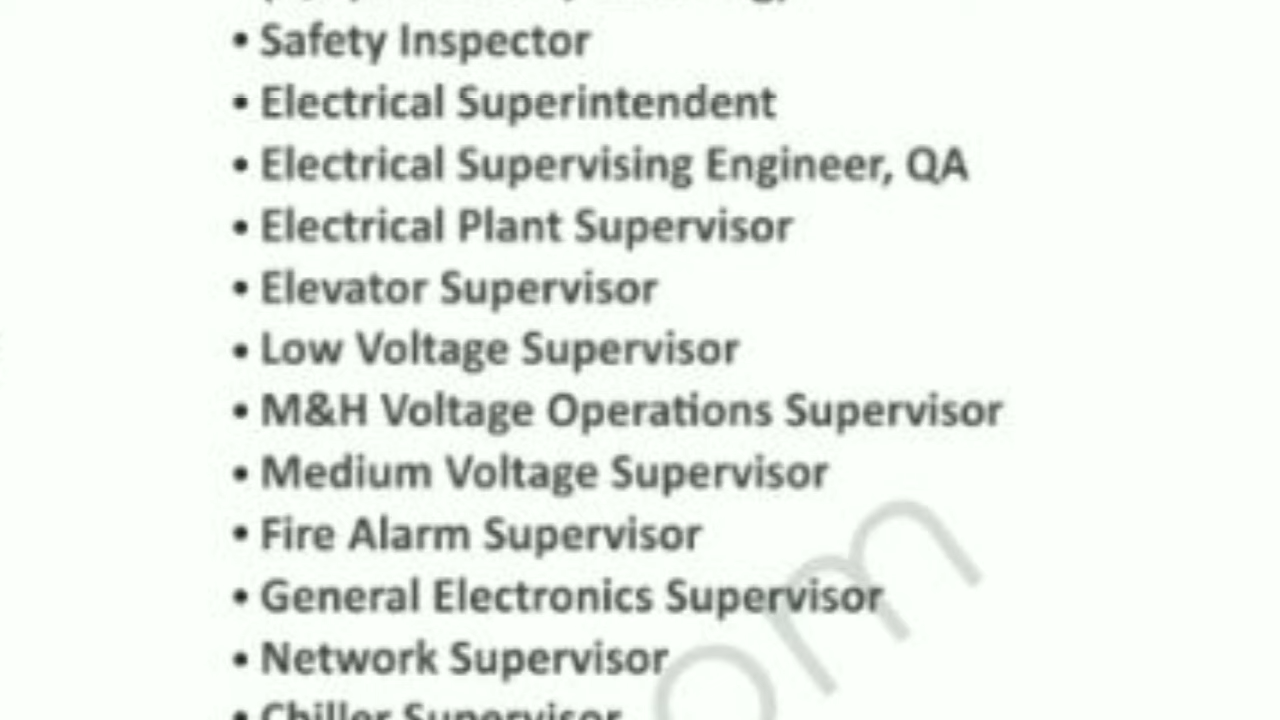 • Safety Inspector
• Electrical Superintendent
• Electrical Supervising Engineer, QA
• Electrical Plant Supervisor
• Elevator Supervisor
• Low Voltage Supervisor
• M&H Voltage Operations Supervisor
• Medium Voltage Supervisor
• Fire Alarm Supervisor
• General Electronics Supervisor
• Network Supervisor
• Chiller Supervisor
om